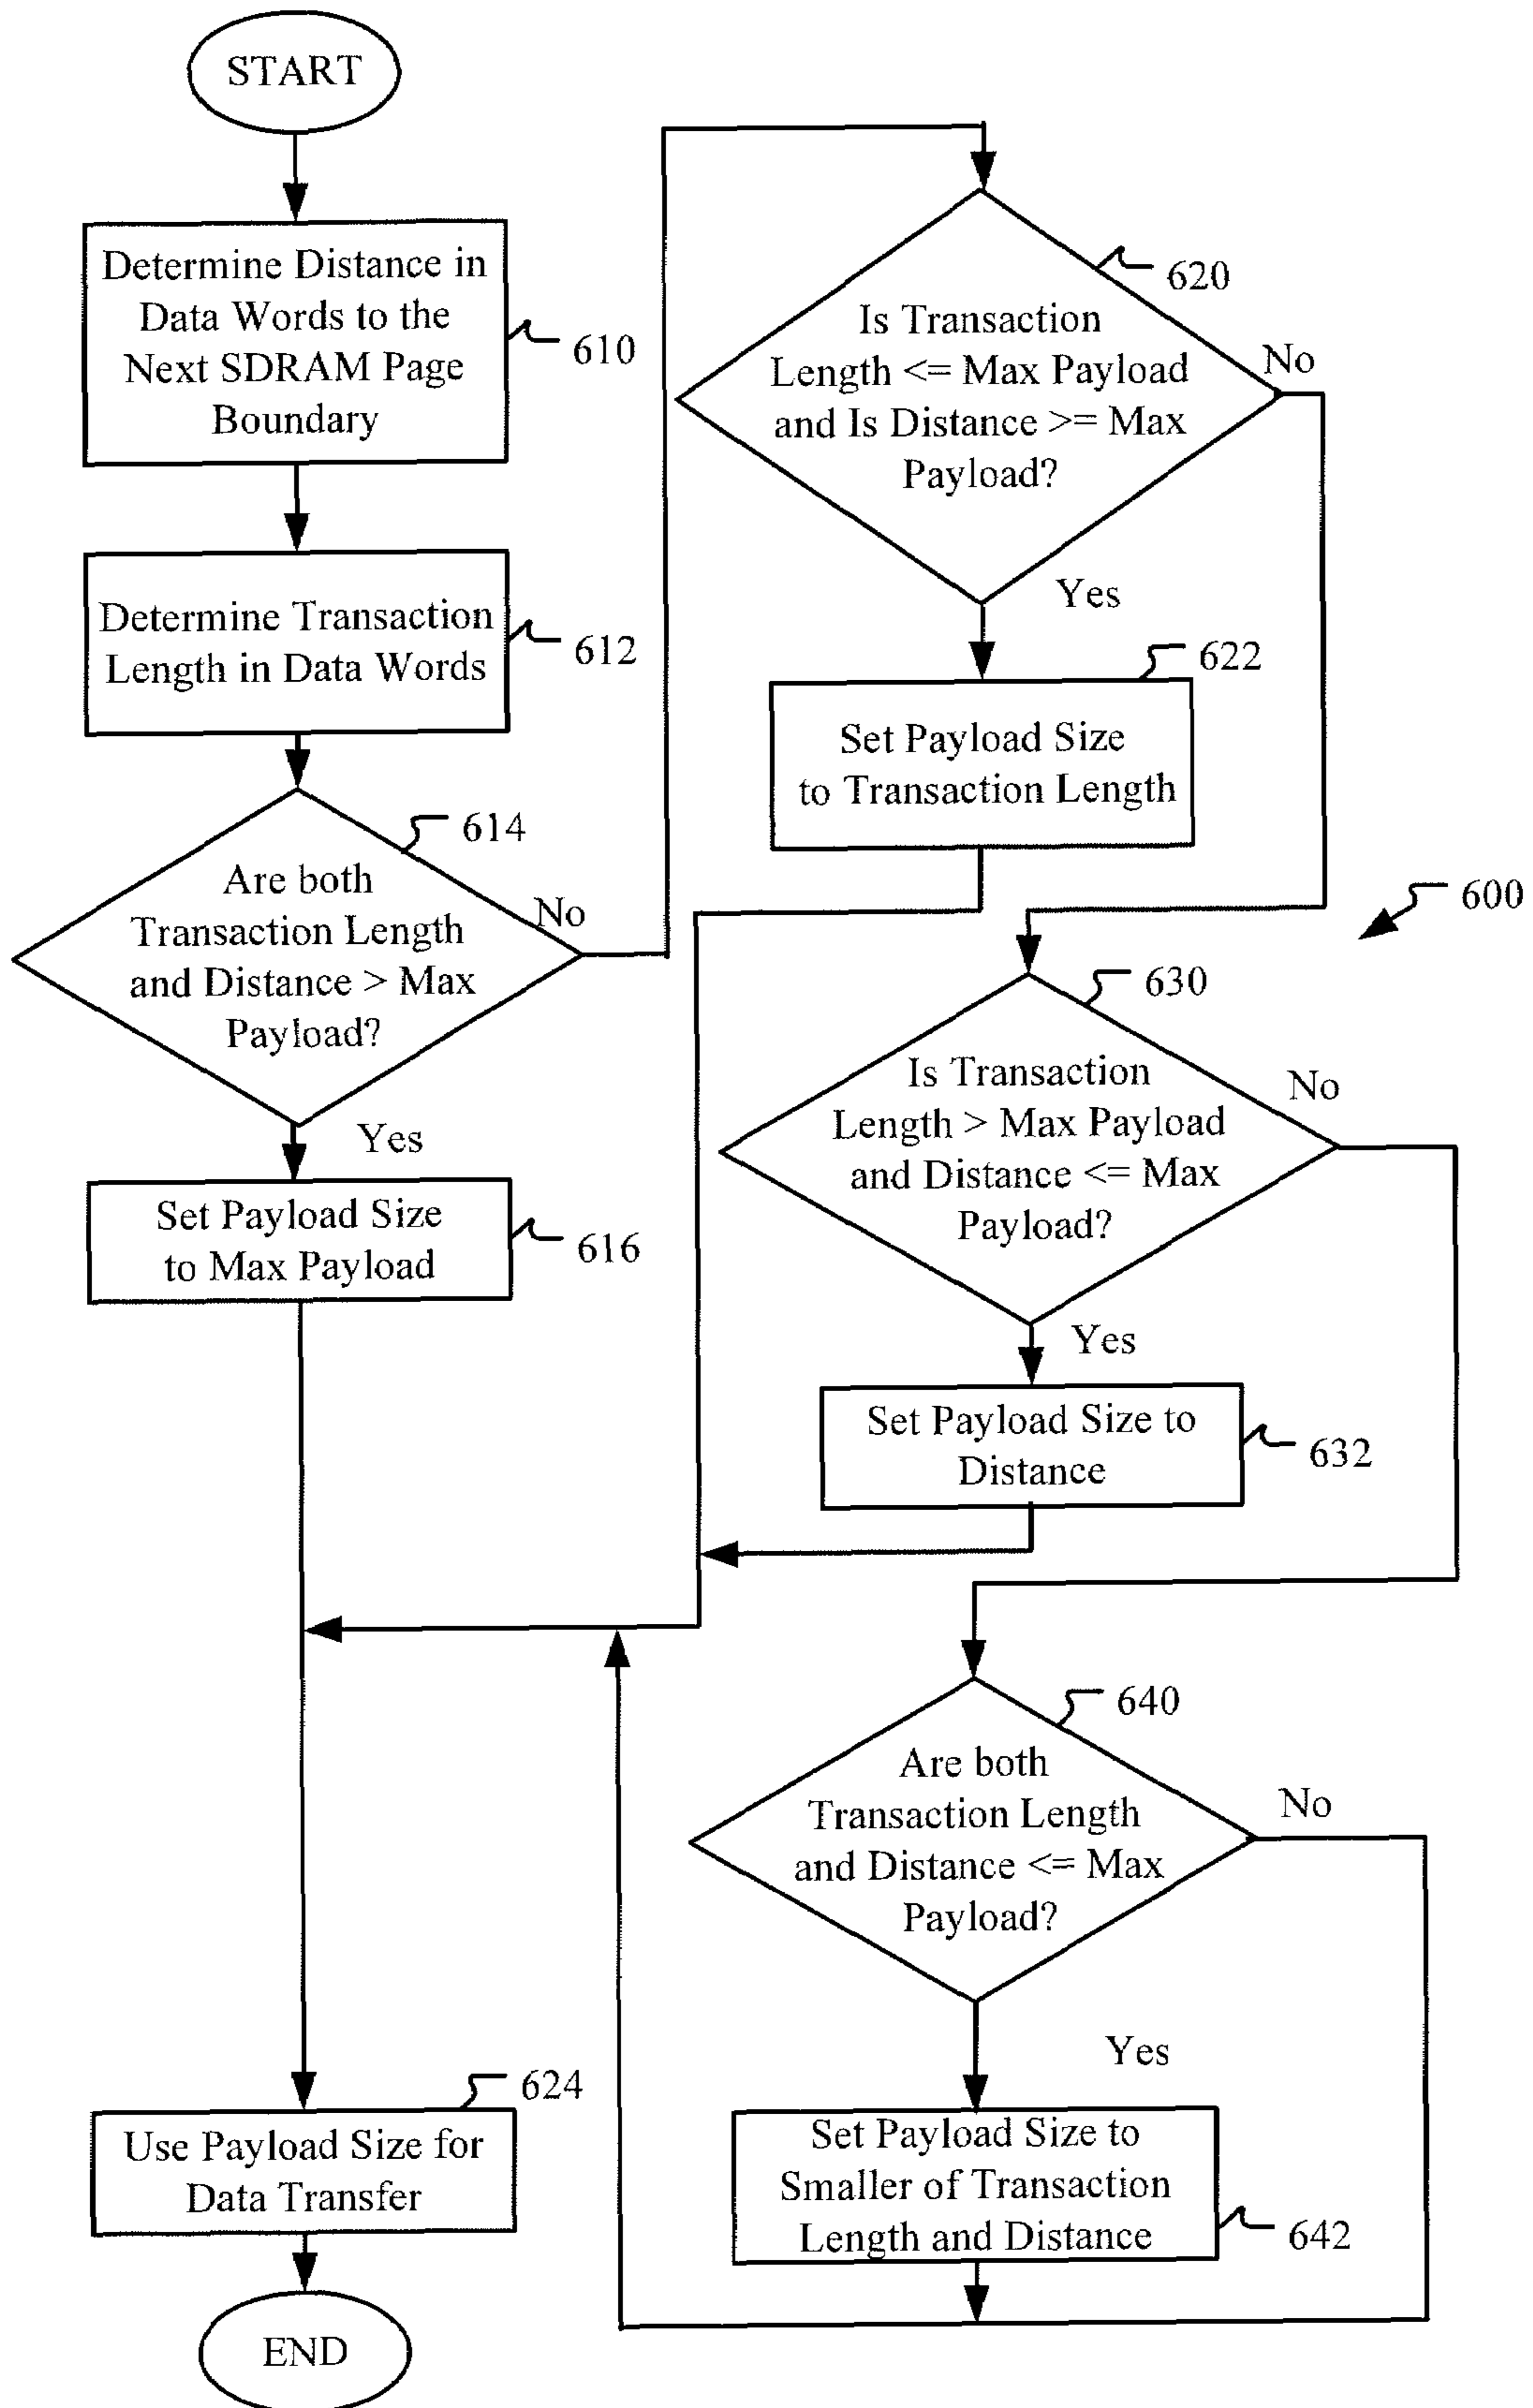 START
Determine Distance in
Data Words to the
Next SDRAM Page
Boundary
610
Determine Transaction
Length in Data Words
612
614
Are both
Transaction Length
and Distance > Max
Payload?
No
Yes
Set Payload Size
to Max Payload
616
620
Is Transaction
Length <= Max Payload
and Is Distance >= Max
Payload?
No
Yes
622
Set Payload Size
to Transaction Length
600
630
Is Transaction
Length > Max Payload
and Distance <= Max
Payload?
No
Yes
Set Payload Size to
Distance
632
640
Are both
Transaction Length
and Distance <= Max
Payload?
No
Yes
Set Payload Size to
Smaller of Transaction
Length and Distance
642
624
Use Payload Size for
Data Transfer
END